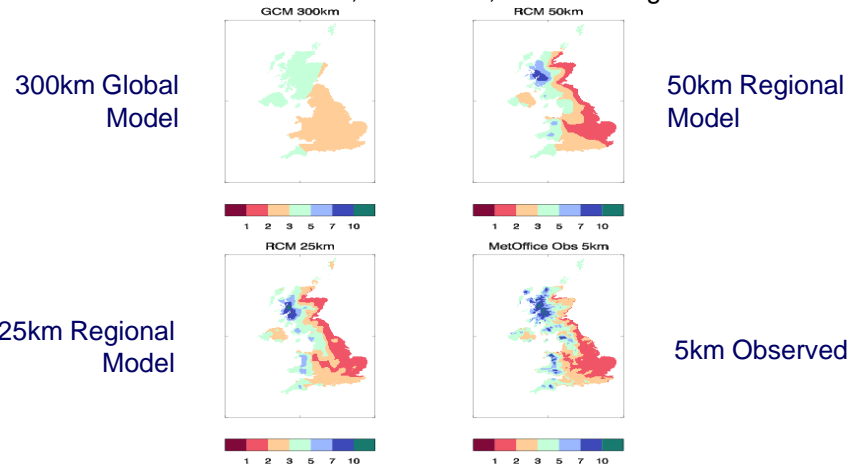 GCM 300km
RCM 50km
300km Global
Model
50km Regional
Model
1 2 3 5 7 10
1 2 3 5 7 10
RCM 25km
MetOffice Obs 5km
25km Regional
Model
5km Observed
1 2 3 5 7 10
1 2 3 5 7 10